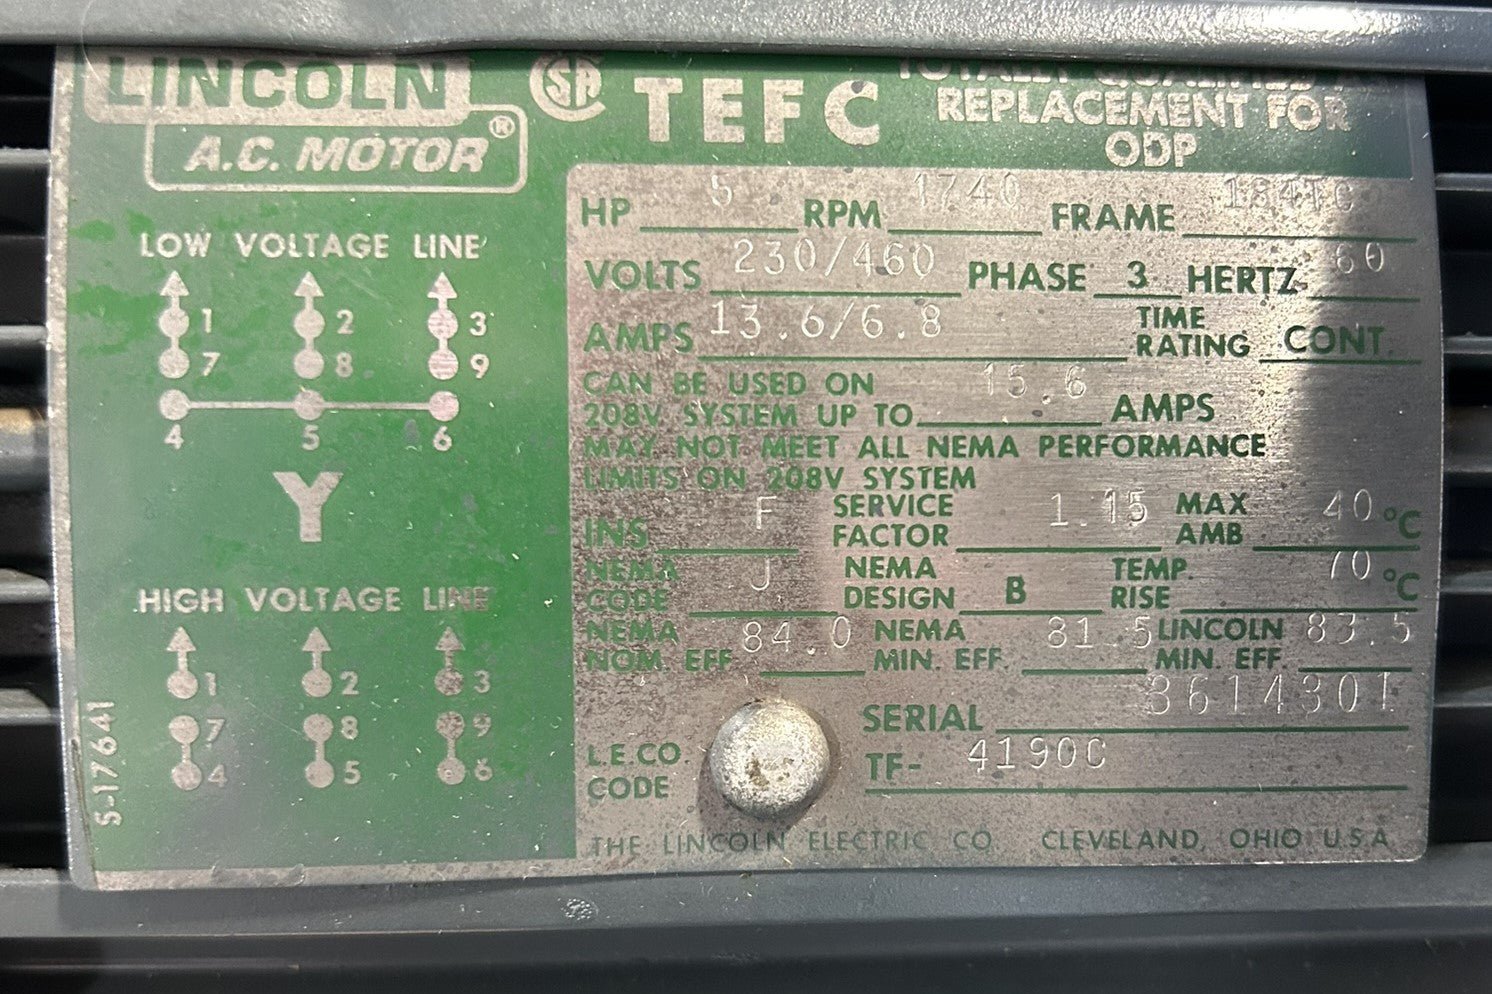 LINCOLN
A.C. MOTOR®
CSA
TEFC
TOTALLY QUALIFIED AS
REPLACEMENT FOR
ODP
LOW VOLTAGE LINE
1 2 3
7 8 9
4 5 6
Y
HIGH VOLTAGE LINE
1 2 3
7 8 9
4 5 6
S-17641
HP 5 RPM 1740 FRAME 184TC
VOLTS 230/460 PHASE 3 HERTZ 60
AMPS 13.6/6.8 TIME RATING CONT.
CAN BE USED ON
208V. SYSTEM UP TO 15.6 AMPS
MAY NOT MEET ALL NEMA PERFORMANCE
LIMITS ON 208V SYSTEM
INS F SERVICE FACTOR 1.15 MAX AMB 40 °C
NEMA CODE J NEMA DESIGN B TEMP. RISE 70 °C
NEMA NOM. EFF. 84.0 NEMA MIN. EFF. 81.5 LINCOLN MIN. EFF. 83.5
SERIAL 3614301
L.E.CO. CODE TF- 4190C
THE LINCOLN ELECTRIC CO. CLEVELAND, OHIO U.S.A